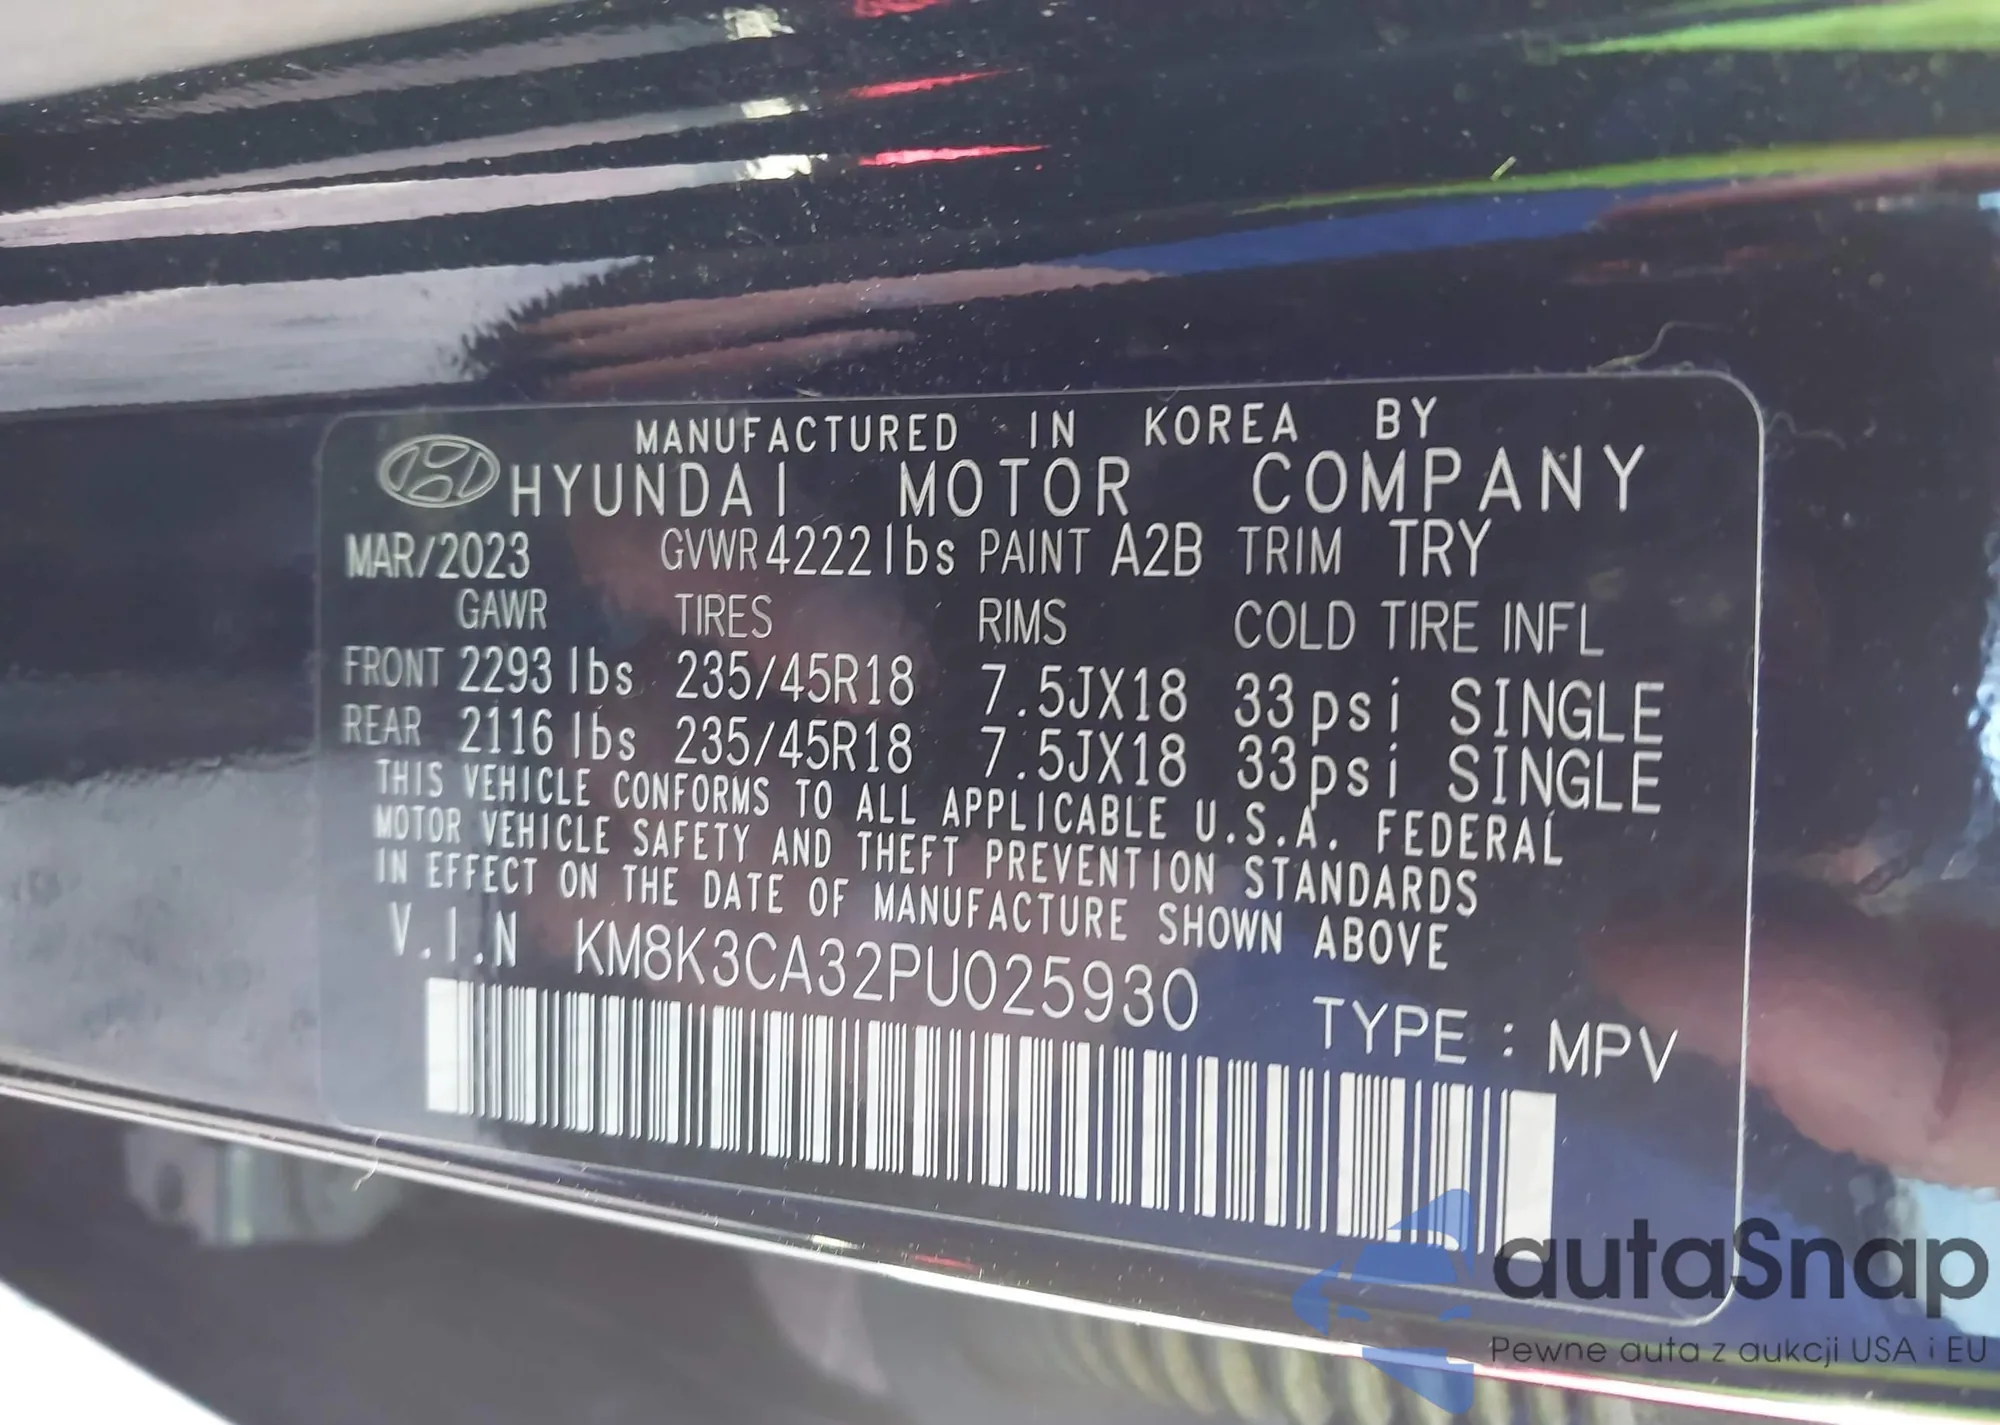 MANUFACTURED IN KOREA BY
HYUNDAI MOTOR COMPANY
MAR/2023 GVWR 4222 lbs PAINT A2B TRIM TRY
GAWR TIRES RIMS COLD TIRE INFL
FRONT 2293 lbs 235/45R18 7.5JX18 33psi SINGLE
REAR 2116 lbs 235/45R18 7.5JX18 33psi SINGLE
THIS VEHICLE CONFORMS TO ALL APPLICABLE U.S.A. FEDERAL
MOTOR VEHICLE SAFETY AND THEFT PREVENTION STANDARDS
IN EFFECT ON THE DATE OF MANUFACTURE SHOWN ABOVE
V.I.N KM8K3CA32PU025930
TYPE : MPV
autaSnap
Pewne auta z aukcji USA i EU